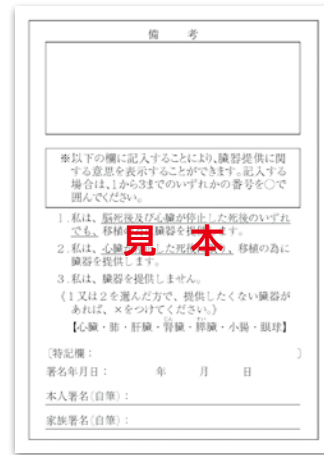 備 考
※以下の欄に記入することにより、臓器提供に関
する意思を表示することができます。記入する
場合は、1から3までのいずれかの番号を○で
囲んでください。
1.私は、脳死後及び心臓が停止した死後のいずれ
でも、移植の為に臓器を提供します。
2.私は、心臓が停止した死後に限り、移植の為に
臓器を提供します。
3.私は、臓器を提供しません。
《1又は2を選んだ方で、提供したくない臓器が
あれば、×をつけてください。》
【心臓・肺・肝臓・腎臓・膵臓・小腸・眼球】
〔特記欄: 〕
署名年月日: 年 月 日
本人署名(自筆):
家族署名(自筆):
見 本